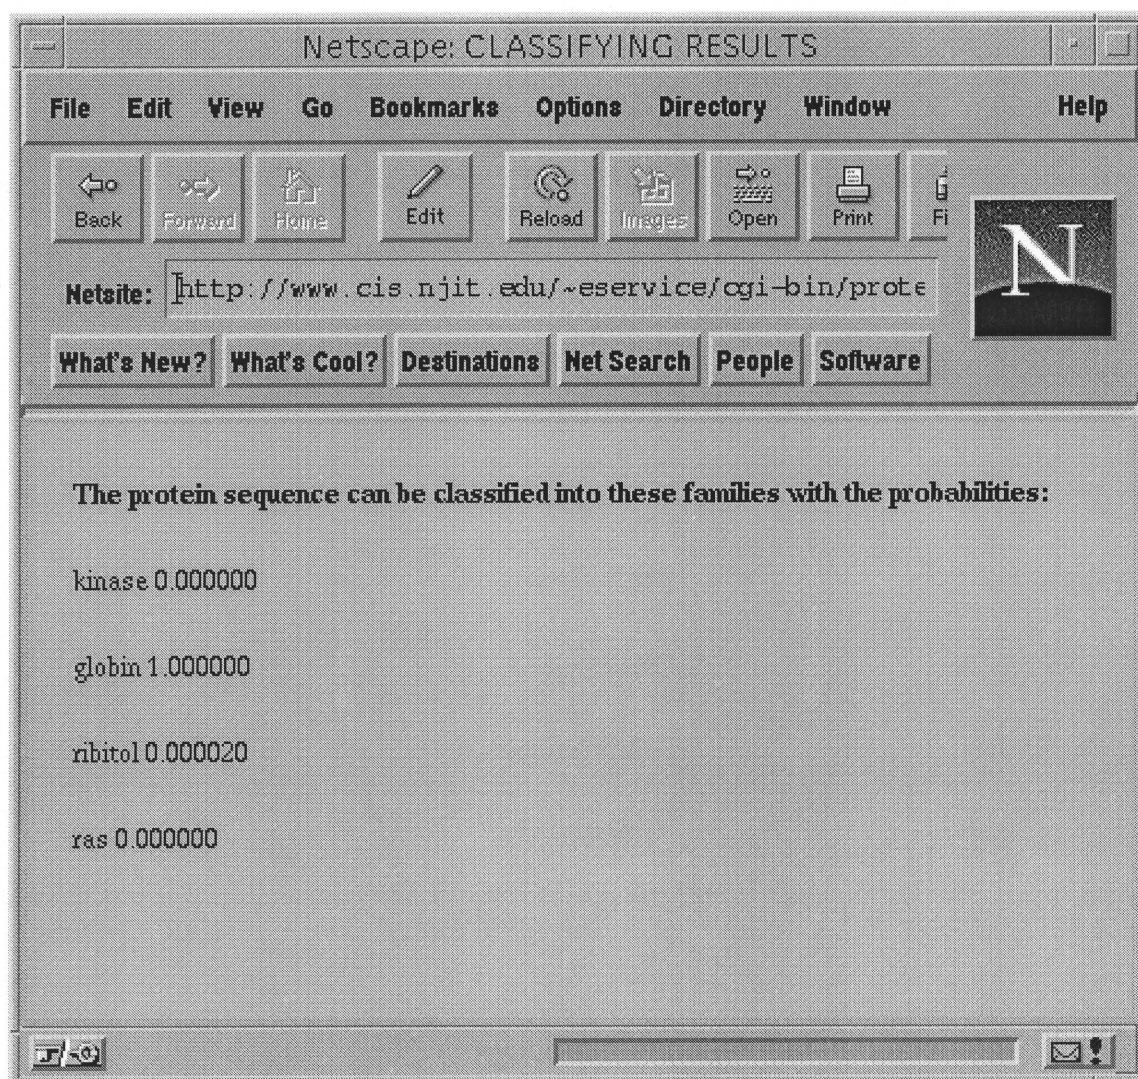 Netscape: CLASSIFYING RESULTS
File Edit View Go Bookmarks Options Directory Window Help
Back Forward Home Edit Reload Images Open Print Fi
N
Netsite: http://www.cis.njit.edu/~eservice/cgi-bin/prote
What's New? What's Cool? Destinations Net Search People Software
The protein sequence can be classified into these families with the probabilities:
kinase 0.000000
globin 1.000000
ribitol 0.000020
ras 0.000000